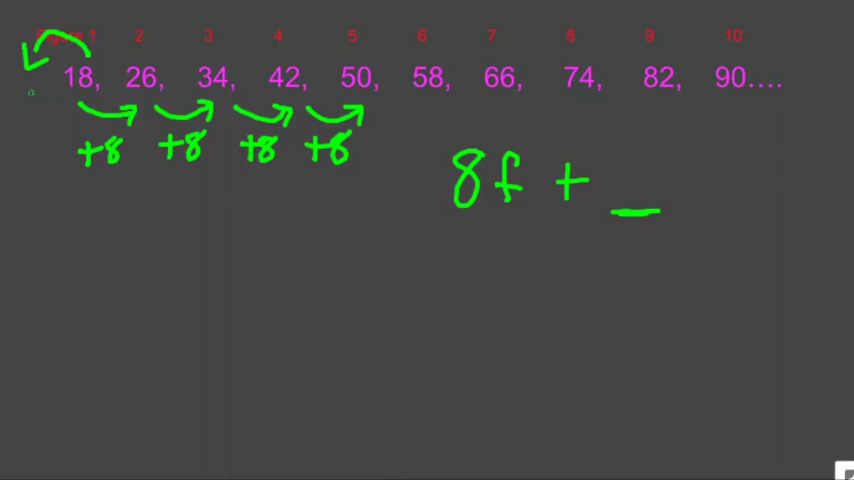 Figure 1 2 3 4 5 6 7 8 9 10
18, 26, 34, 42, 50, 58, 66, 74, 82, 90....
+8 +8 +8 +8
8f + _